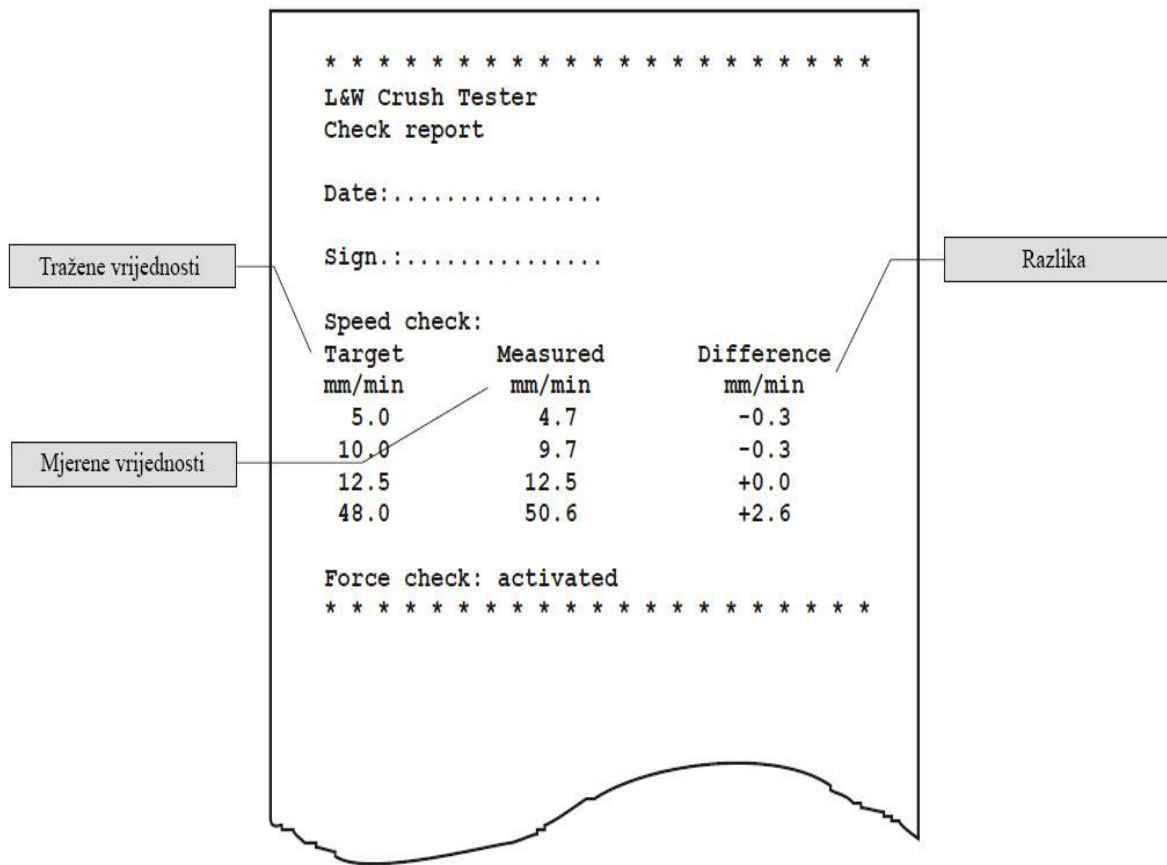 * * * * * * * * * * * * * * * * * * * * *
L&W Crush Tester
Check report
Date:................
Sign.:...............
Tražene vrijednosti
Razlika
Speed check:
Target Measured Difference
mm/min mm/min mm/min
5.0 4.7 -0.3
10.0 9.7 -0.3
Mjerene vrijednosti
12.5 12.5 +0.0
48.0 50.6 +2.6
Force check: activated
* * * * * * * * * * * * * * * * * * * * *